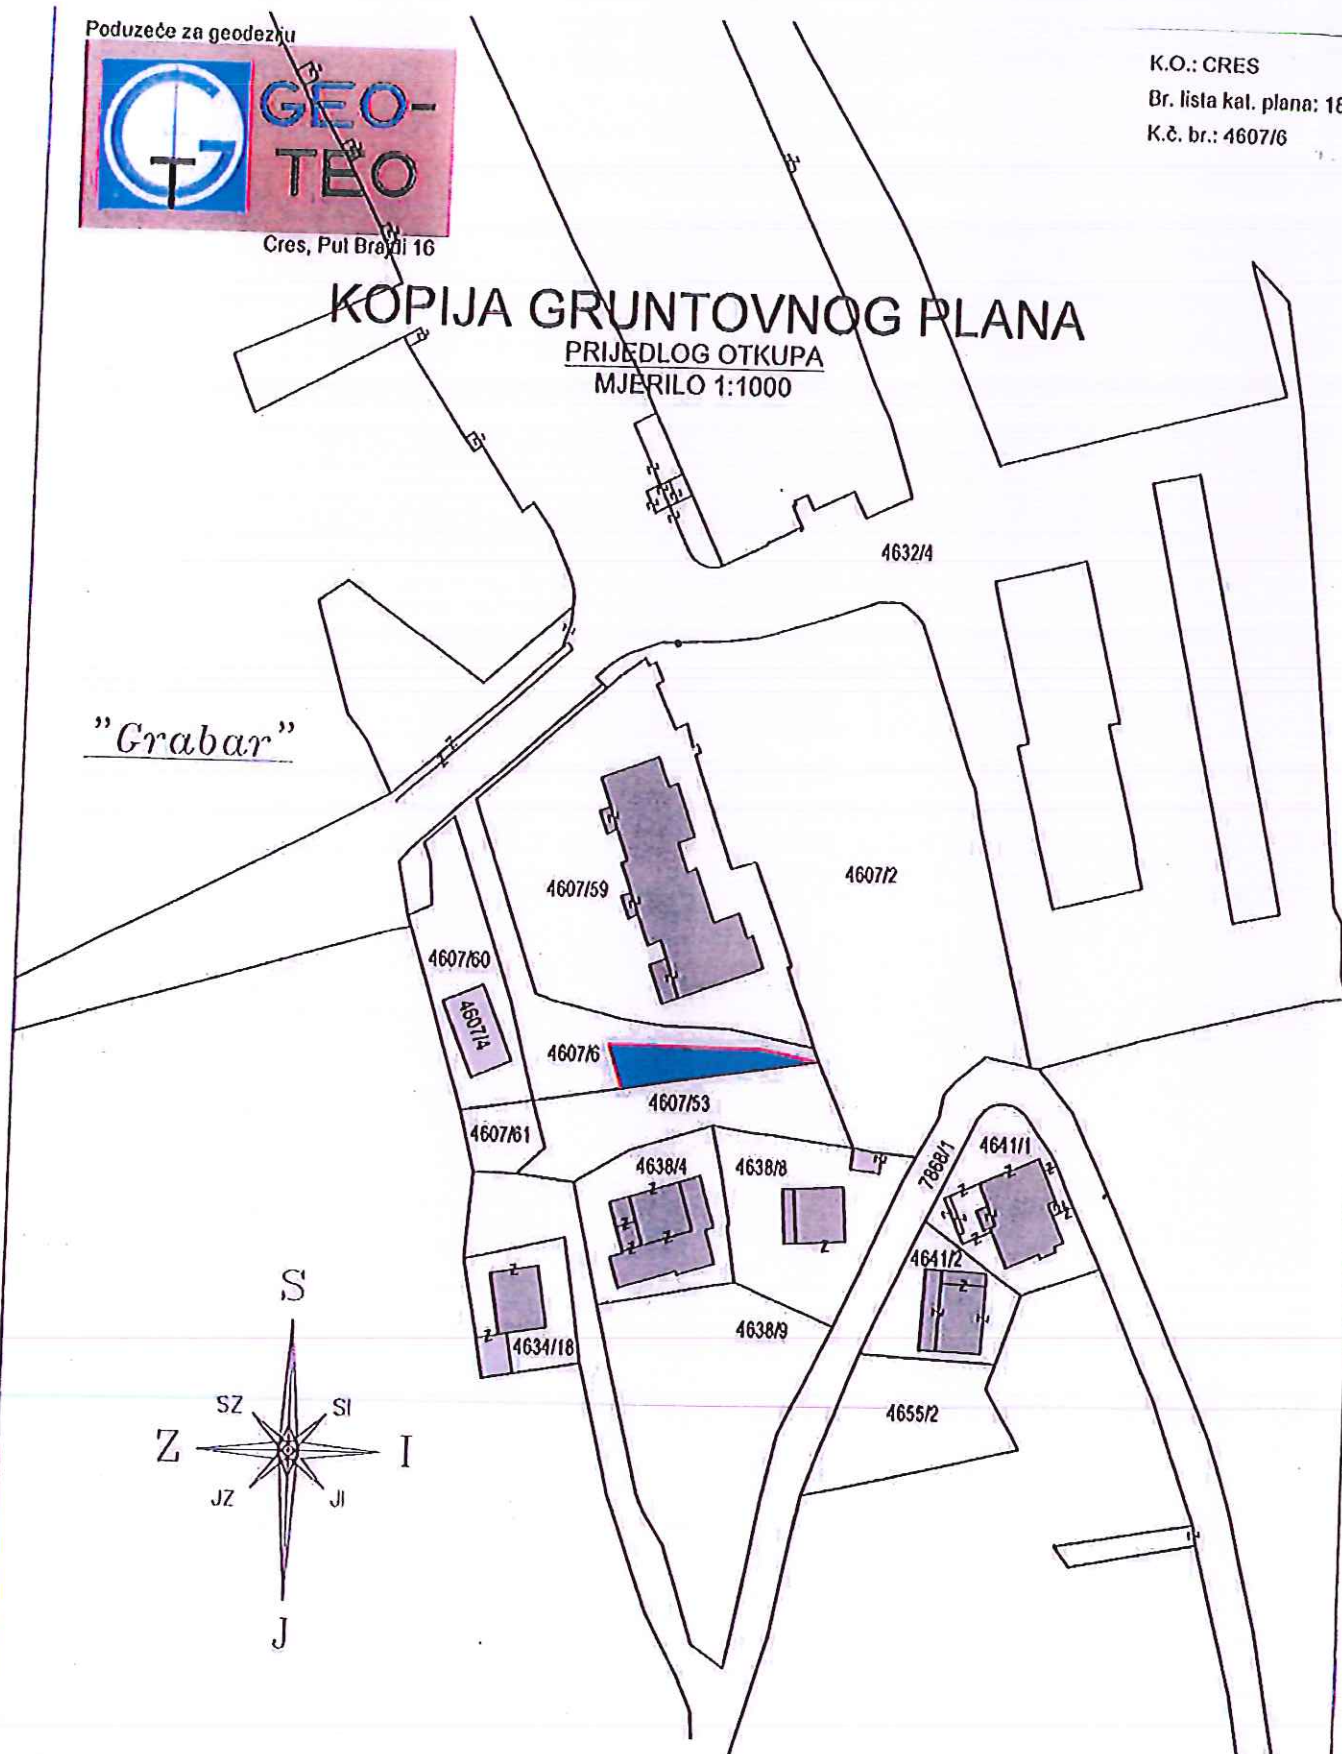 Poduzeće za geodeziju
GEO-
TEO
GT
Cres, Put Brajdi 16
K.O.: CRES
Br. lista kat. plana: 18
K.č. br.: 4607/6
KOPIJA GRUNTOVNOG PLANA
PRIJEDLOG OTKUPA
MJERILO 1:1000
4632/4
"Grabar"
4607/59
4607/2
4607/60
4607/4
4607/6
4607/53
4607/61
4638/4
4638/8
7868/1
4641/1
4641/2
4634/18
4638/9
4655/2
S
SZ
SI
Z
I
JZ
JI
J